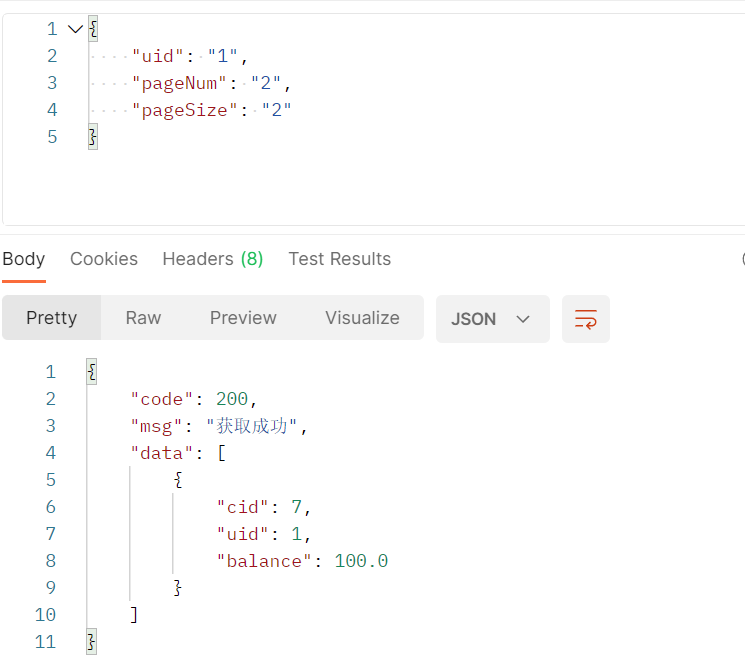 1 {
2 "uid": "1",
3 "pageNum": "2",
4 "pageSize": "2"
5 }
Body Cookies Headers (8) Test Results
Pretty Raw Preview Visualize JSON
1 {
2 "code": 200,
3 "msg": "获取成功",
4 "data": [
5 {
6 "cid": 7,
7 "uid": 1,
8 "balance": 100.0
9 }
10 ]
11 }